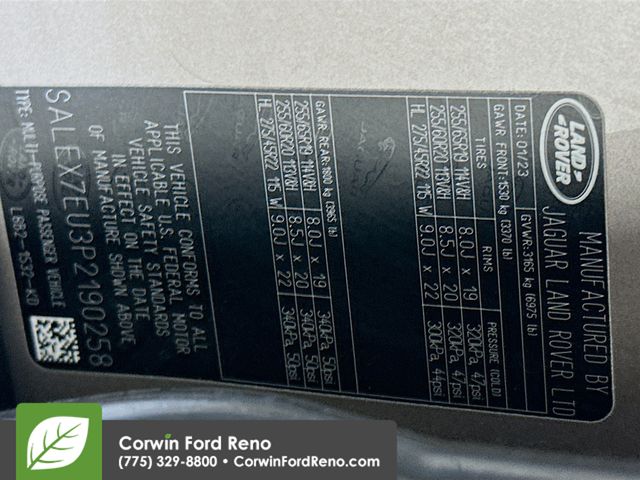 LAND
ROVER
MANUFACTURED BY
JAGUAR LAND ROVER LTD
DATE: 01/23 GVWR: 3165 kg (6975 lb)
GAWR FRONT: 1530 kg (3370 lb)
TIRES RIMS PRESSURE (COLD)
255/65R19 114VRH 8.0J x 19 320kPa, 47psi
255/60R20 113VRH 8.5J x 20 320kPa, 47psi
HL 275/45R22 115 W 9.0J x 22 300kPa, 44psi
GAWR REAR: 1800 kg (3965 lb)
255/65R19 114VRH 8.0J x 19 340kPa, 50psi
255/60R20 113VRH 8.5J x 20 340kPa, 50psi
HL 275/45R22 115 W 9.0J x 22 340kPa, 50psi
THIS VEHICLE CONFORMS TO ALL
APPLICABLE U.S. FEDERAL MOTOR
VEHICLE SAFETY STANDARDS
IN EFFECT ON THE DATE
OF MANUFACTURE SHOWN ABOVE.
SALEX7EU3P2190258
TYPE: MULTI-PURPOSE PASSENGER VEHICLE
Corwin Ford Reno
(775) 329-8800 • CorwinFordReno.com